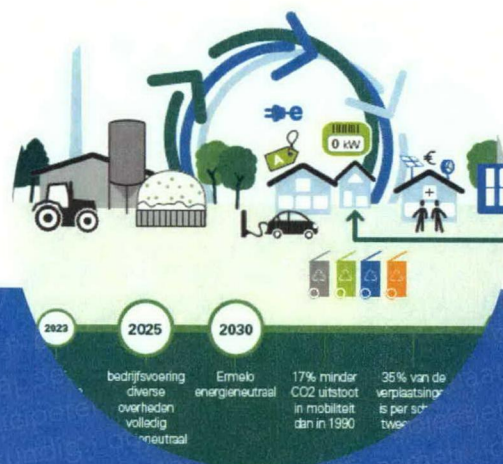 e
A
0 kW
€
+
2023
2025
2030
bedrijfsvoering
diverse
overheden
volledig
Ermelo
energieneutraal
17% minder
CO2 uitstoot
in mobiliteit
dan in 1990
35% van de
is per